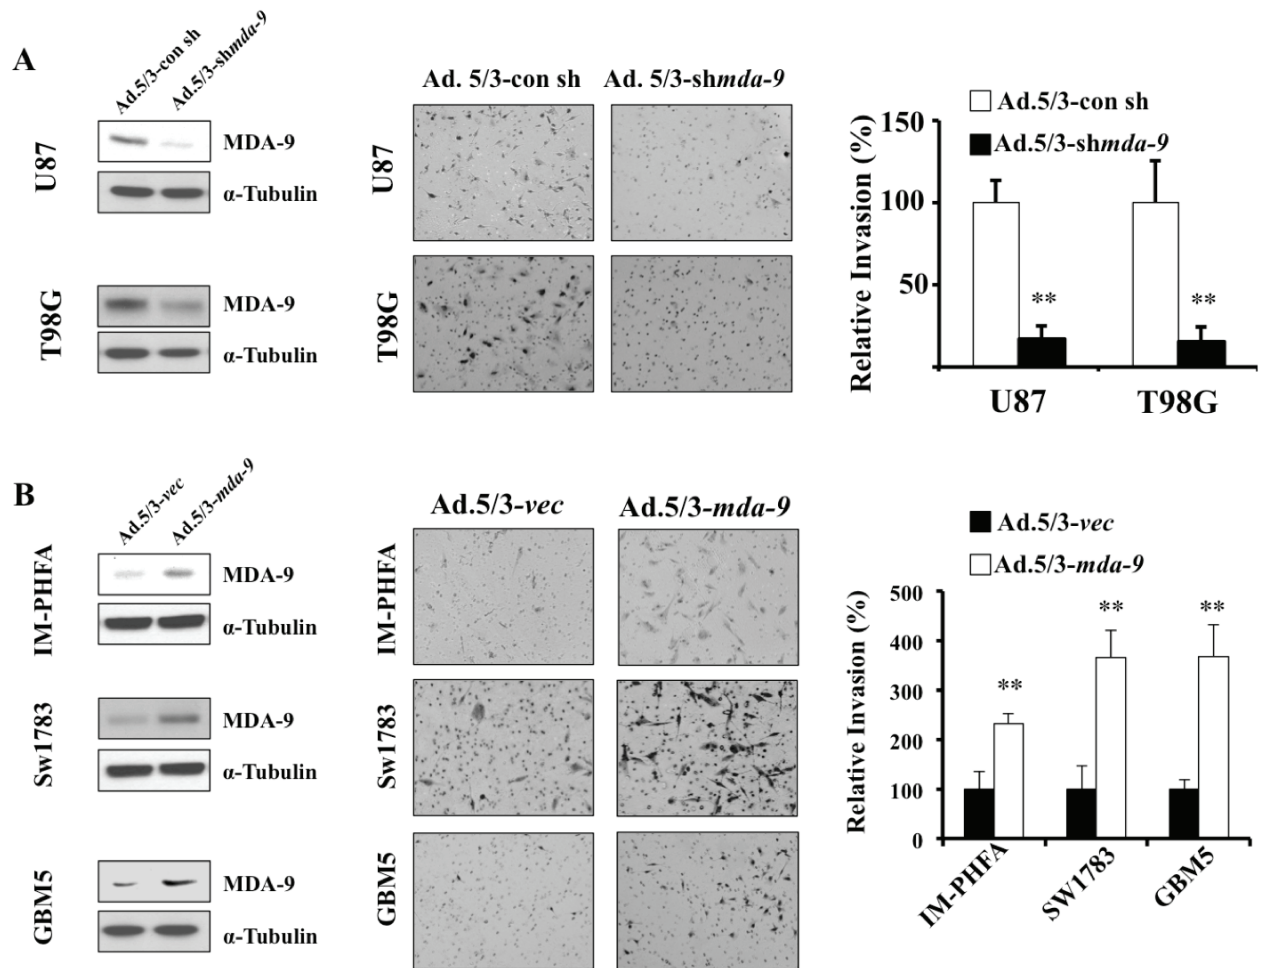 A
Ad.5/3-con sh
Ad.5/3-shmda-9
U87
MDA-9
α-Tubulin
T98G
MDA-9
α-Tubulin
Ad. 5/3-con sh
Ad. 5/3-shmda-9
U87
T98G
Ad.5/3-con sh
Ad.5/3-shmda-9
Relative Invasion (%)
150
100
50
**
**
U87
T98G
B
Ad.5/3-vec
Ad.5/3-mda-9
IM-PHFA
MDA-9
α-Tubulin
Sw1783
MDA-9
α-Tubulin
GBM5
MDA-9
α-Tubulin
Ad.5/3-vec
Ad.5/3-mda-9
IM-PHFA
Sw1783
GBM5
Ad.5/3-vec
Ad.5/3-mda-9
Relative Invasion (%)
500
400
300
200
100
0
**
**
**
IM-PHFA
SW1783
GBM5